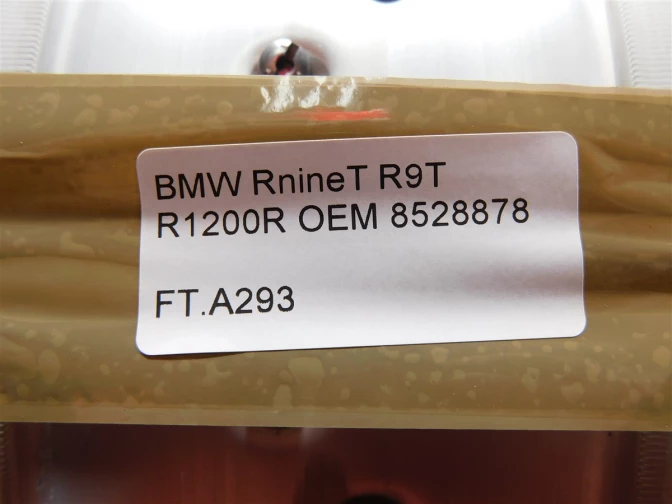 BMW RnineT R9T
R1200R OEM 8528878
FT.A293